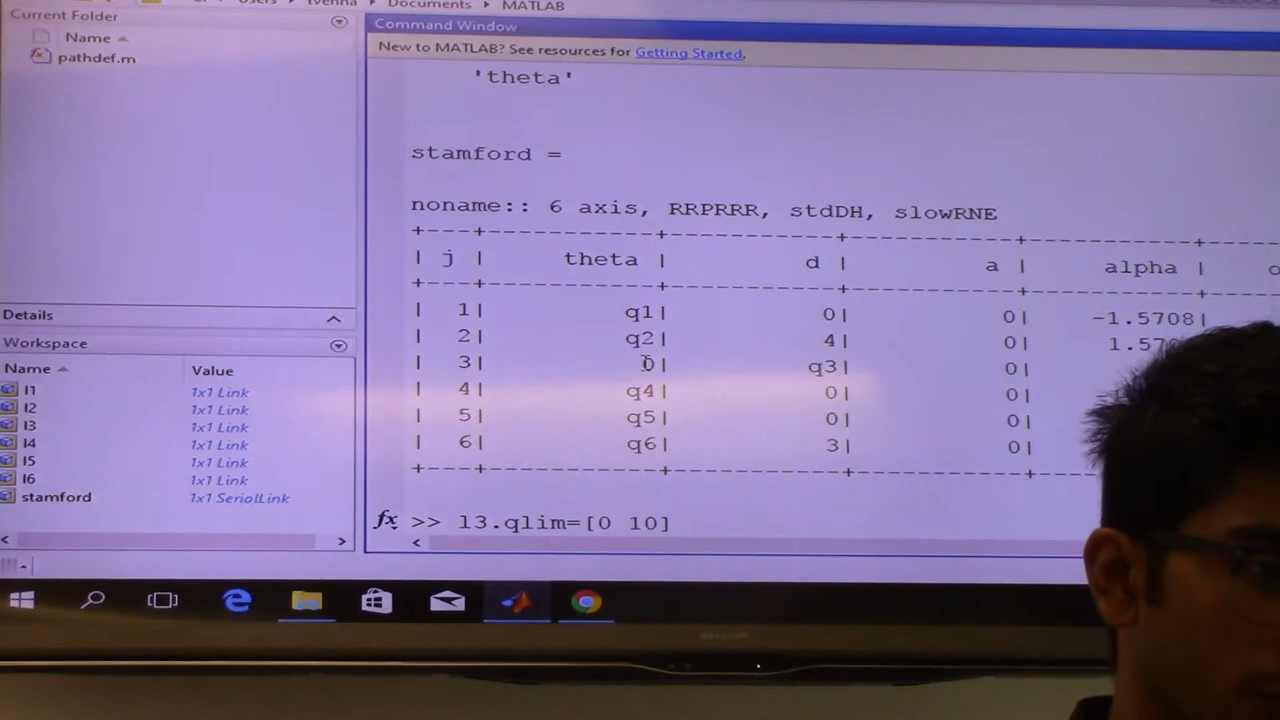 Documents ▸ MATLAB
Current Folder
Name
pathdef.m
Details
Workspace
Name Value
l1 1x1 Link
l2 1x1 Link
l3 1x1 Link
l4 1x1 Link
l5 1x1 Link
l6 1x1 Link
stamford 1x1 SerialLink
Command Window
New to MATLAB? See resources for Getting Started.
'theta'
stamford =
noname:: 6 axis, RRPRRR, stdDH, slowRNE
+---+-----------+-----------+-----------+-----------+
| j | theta | d | a | alpha |
+---+-----------+-----------+-----------+-----------+
| 1| q1| 0| 0| -1.5708|
| 2| q2| 4| 0|
| 3| 0| q3| 0|
| 4| q4| 0| 0|
| 5| q5| 0| 0|
| 6| q6| 3| 0|
+---+-----------+-----------+-----------+
fx >> l3.qlim=[0 10]
SHARP